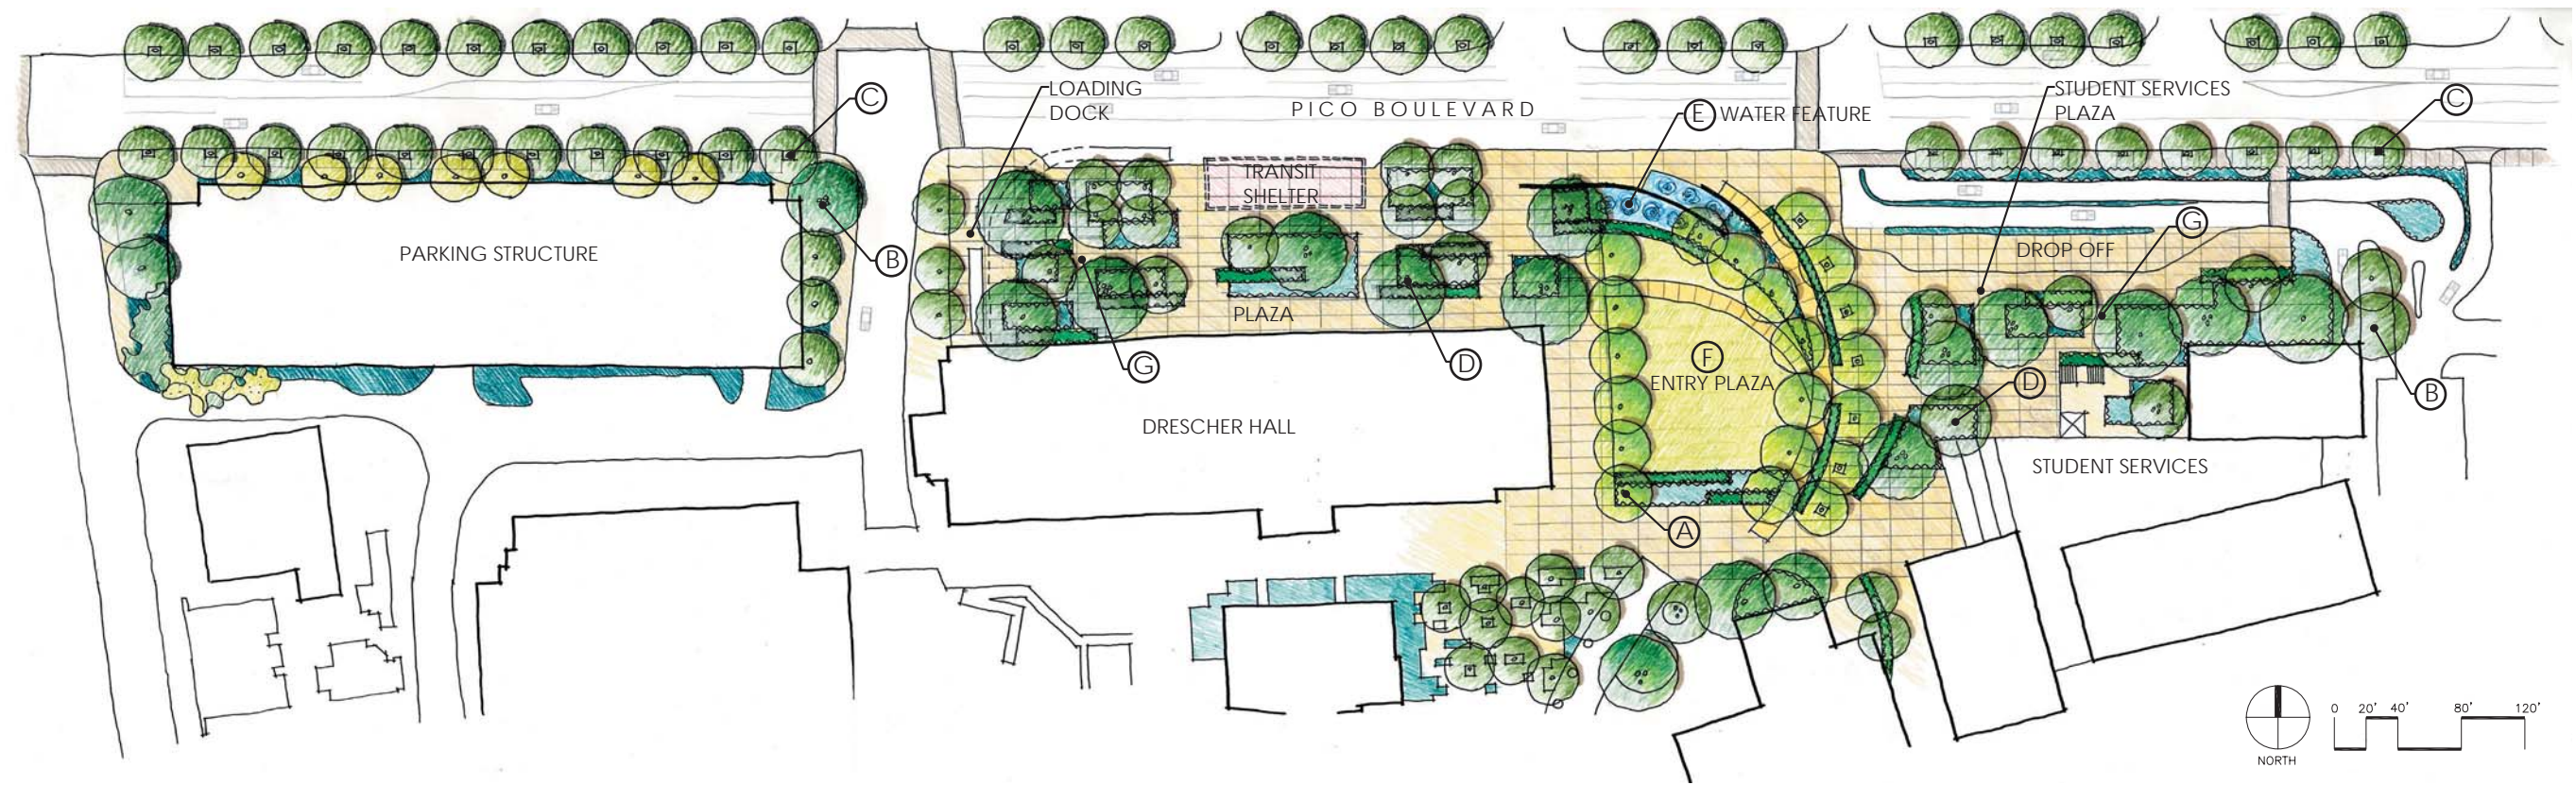 C
LOADING
DOCK
PICO BOULEVARD
E WATER FEATURE
STUDENT SERVICES
PLAZA
C
TRANSIT
SHELTER
PARKING STRUCTURE
B
G
DROP OFF
PLAZA
G
D
F
ENTRY PLAZA
D
B
DRESCHER HALL
STUDENT SERVICES
A
NORTH
0 20' 40' 80' 120'